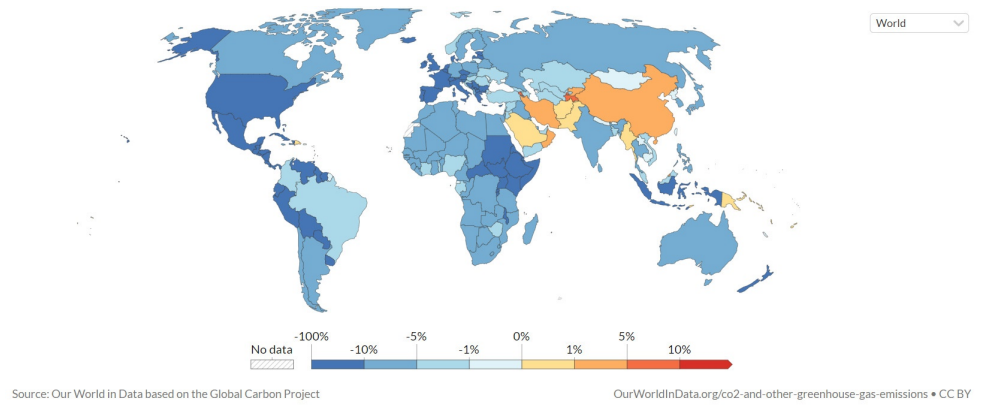 World
-100% -5% 0% 5%
No data -10% -1% 1% 10%
Source: Our World in Data based on the Global Carbon Project
OurWorldInData.org/co2-and-other-greenhouse-gas-emissions • CC BY